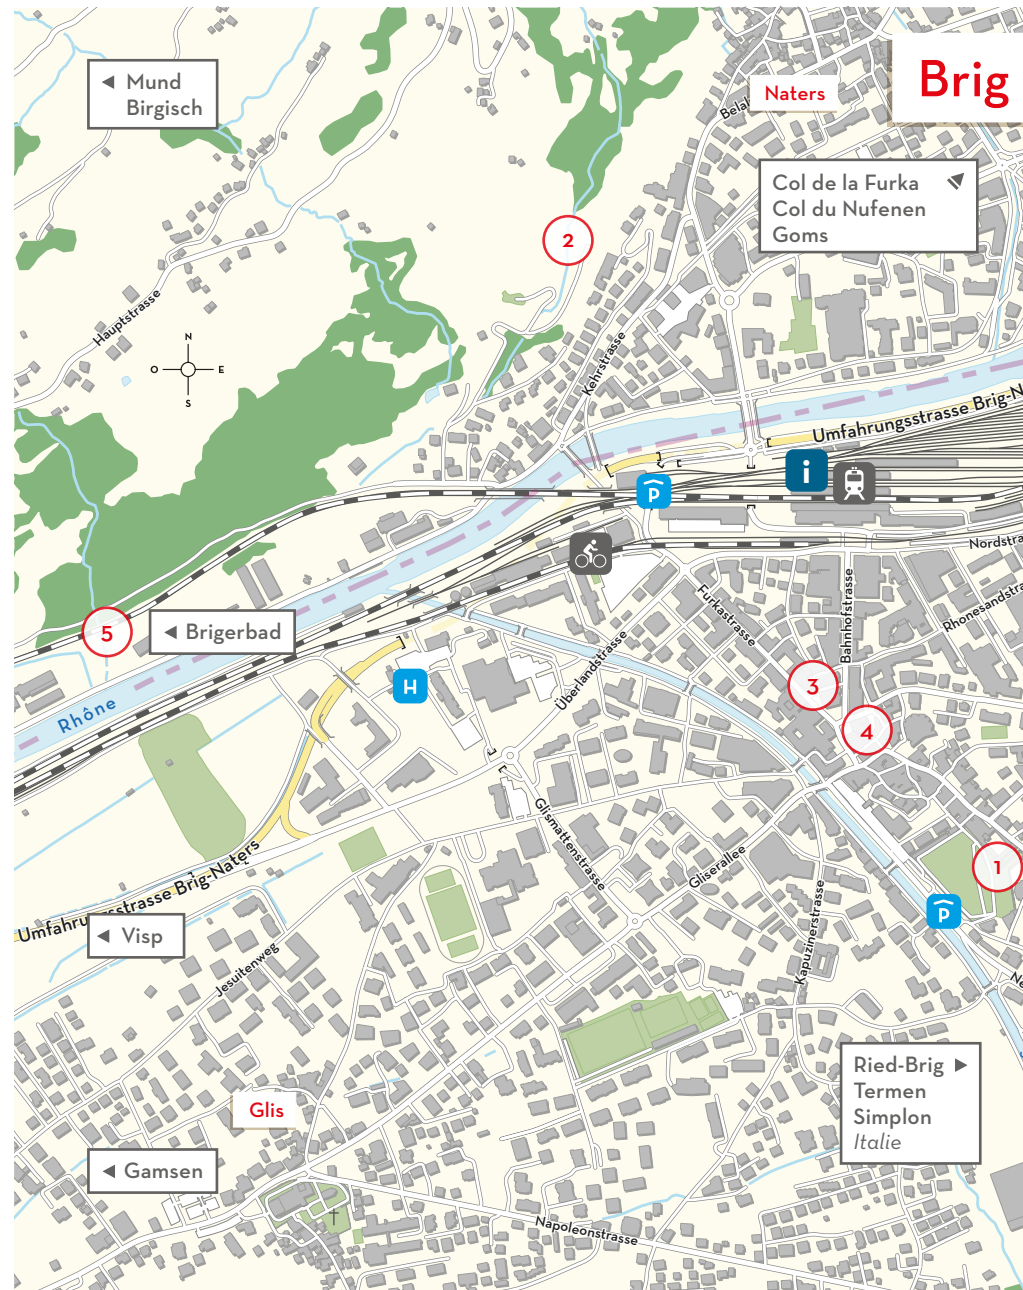 Brig
Mund
Birgisch
Naters
Col de la Furka
Col du Nufenen
Goms
2
Hauptstrasse
N
O
E
S
Kehrstrasse
Umfahrungsstrasse Brig-N
i
P
Nordstra
Furkastrasse
Bahnhofstrasse
Rhonesandstra
5
Brigerbad
Überlandstrasse
H
3
Rhône
4
Glismattenstrasse
Gliserallee
1
Umfahrungsstrasse Brig-Naters
P
Visp
Kapuzinerstrasse
Jesuitenweg
Ne
Ried-Brig
Termen
Simplon
Italie
Glis
Gamsen
Napoleonstrasse